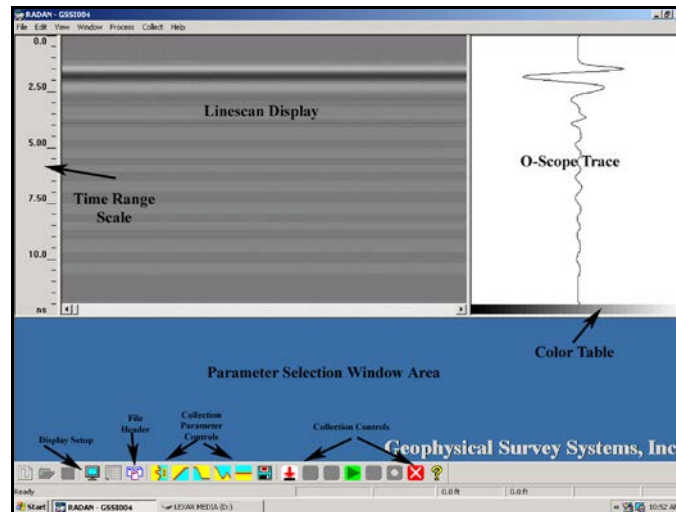 RADAN - GSSI004
File Edit View Window Process Collect Help
0.0
2.50
Linescan Display
5.00
O-Scope Trace
Time Range
Scale
7.50
10.0
ns
Color Table
Parameter Selection Window Area
File
Header
Collection
Parameter
Controls
Collection Controls
Display Setup
Geophysical Survey Systems, Inc
Ready
0.0 ft 0.0 ft
Start RADAN - GSSI004 LEXAR MEDIA (D:) 10:52 AM